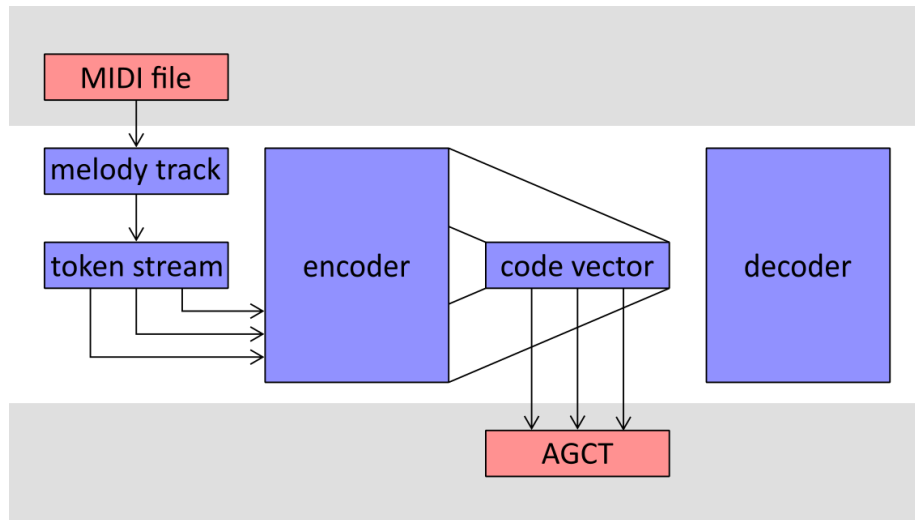 MIDI file
melody track
token stream
encoder
code vector
decoder
AGCT